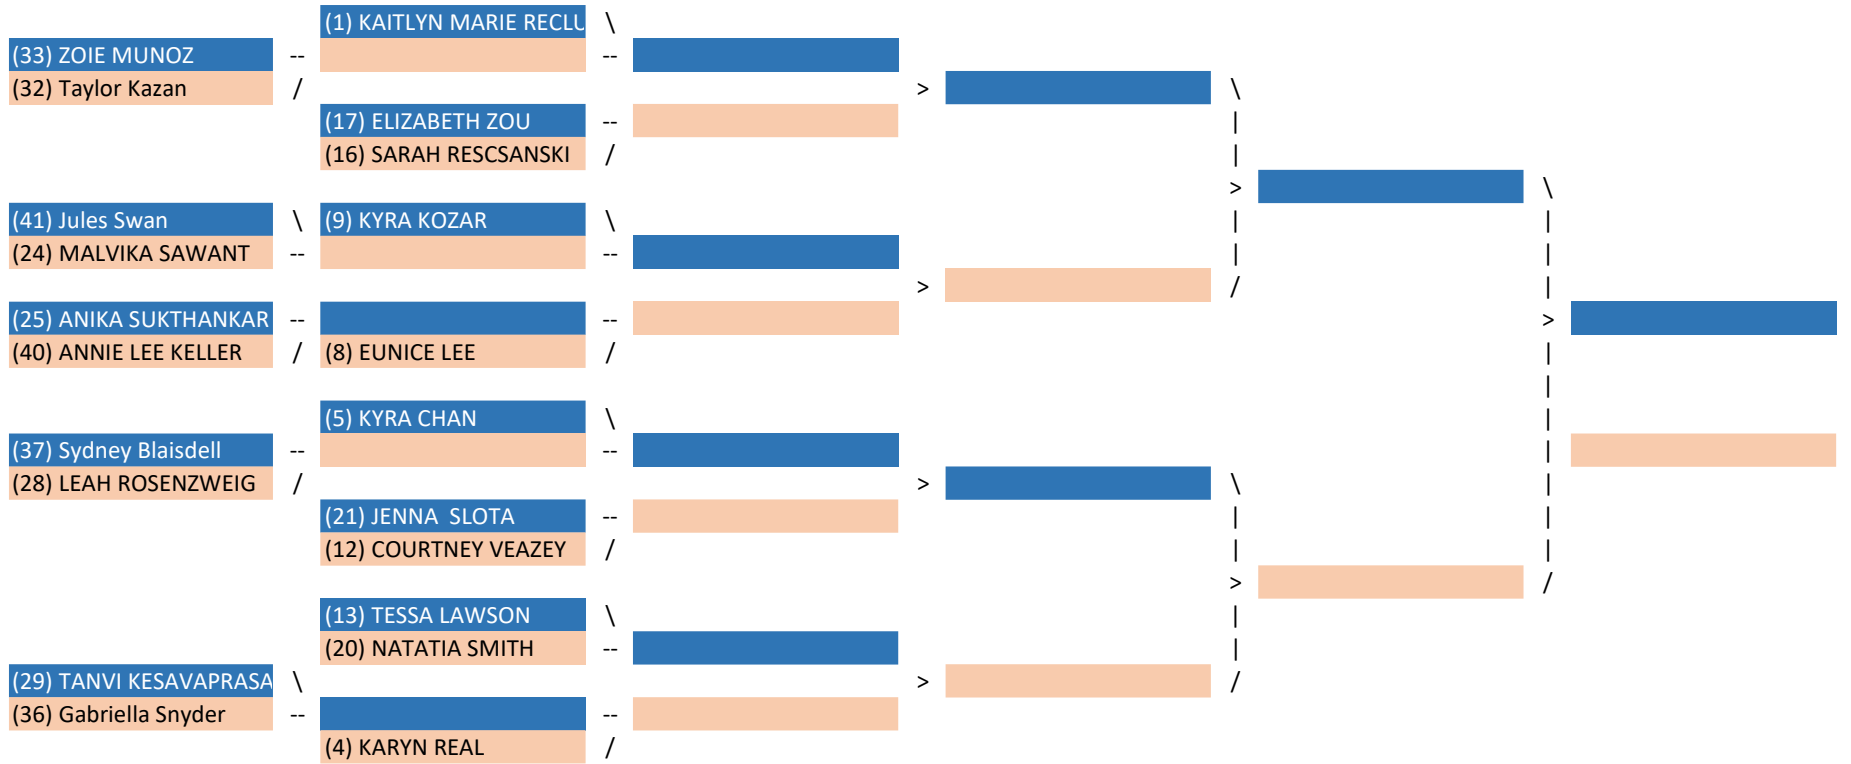 (1) KAITLYN MARIE RECLU \
(33) ZOIE MUNOZ -- --
(32) Taylor Kazan / > \
(17) ELIZABETH ZOU -- |
(16) SARAH RESCSANSKI / |
> \
(41) Jules Swan \ (9) KYRA KOZAR \ | |
(24) MALVIKA SAWANT -- -- | |
> / |
(25) ANIKA SUKTHANKAR -- -- >
(40) ANNIE LEE KELLER / (8) EUNICE LEE / |
|
(5) KYRA CHAN \ |
(37) Sydney Blaisdell -- -- |
(28) LEAH ROSENZWEIG / > \ |
(21) JENNA  SLOTA -- | |
(12) COURTNEY VEAZEY / | |
> /
(13) TESSA LAWSON \ |
(20) NATATIA SMITH -- |
(29) TANVI KESAVAPRASA \ > /
(36) Gabriella Snyder -- --
(4) KARYN REAL /